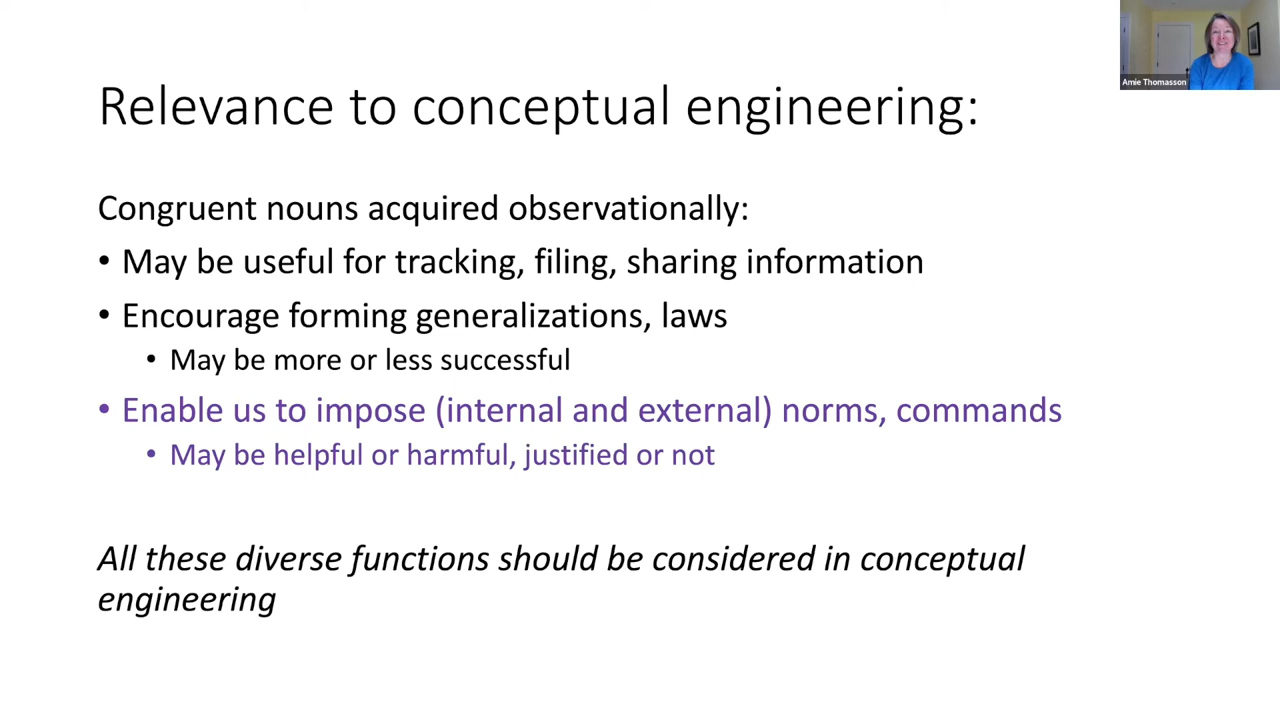 Amie Thomasson
Relevance to conceptual engineering:
Congruent nouns acquired observationally:
• May be useful for tracking, filing, sharing information
• Encourage forming generalizations, laws
• May be more or less successful
• Enable us to impose (internal and external) norms, commands
• May be helpful or harmful, justified or not
All these diverse functions should be considered in conceptual
engineering